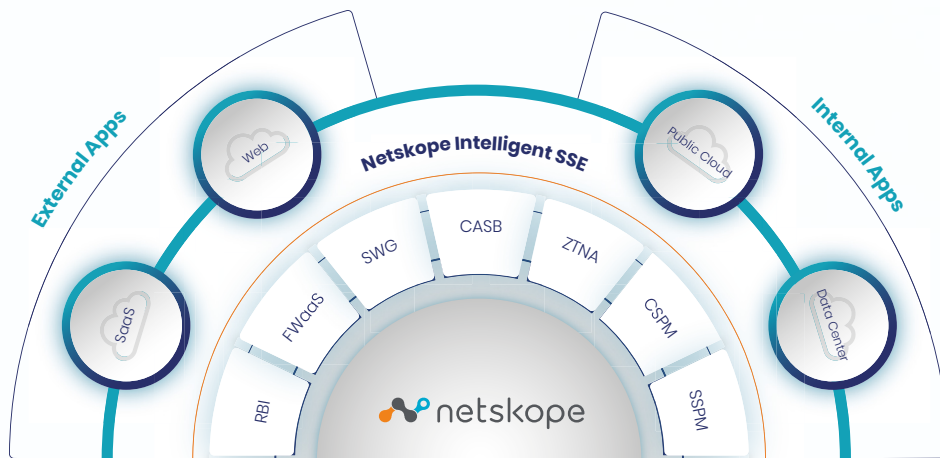 External Apps
Internal Apps
Web
Public Cloud
SaaS
Data Center
Netskope Intelligent SSE
RBI
FWaaS
SWG
CASB
ZTNA
CSPM
SSPM
netskope